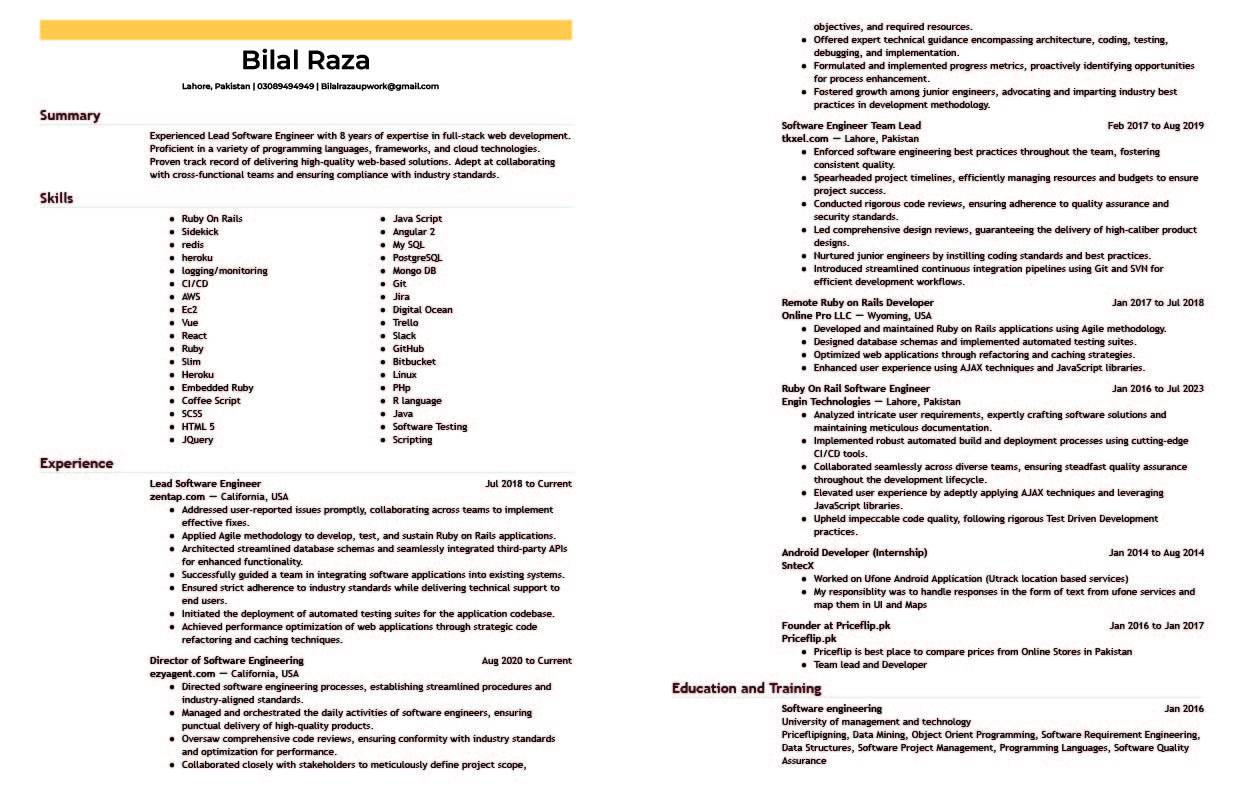 Bilal Raza
Lahore, Pakistan | 03089494949 | Bilalrazaupwork@gmail.com
Summary
Experienced Lead Software Engineer with 8 years of expertise in full-stack web development.
Proficient in a variety of programming languages, frameworks, and cloud technologies.
Proven track record of delivering high-quality web-based solutions. Adept at collaborating
with cross-functional teams and ensuring compliance with industry standards.
Skills
• Ruby On Rails
• Sidekick
• redis
• heroku
• logging/monitoring
• CI/CD
• AWS
• Ec2
• Vue
• React
• Ruby
• Slim
• Heroku
• Embedded Ruby
• Coffee Script
• SCSS
• HTML 5
• JQuery
• Java Script
• Angular 2
• My SQL
• PostgreSQL
• Mongo DB
• Git
• Jira
• Digital Ocean
• Trello
• Slack
• GitHub
• Bitbucket
• Linux
• PHp
• R language
• Java
• Software Testing
• Scripting
Experience
Lead Software Engineer Jul 2018 to Current
zentap.com — California, USA
• Addressed user-reported issues promptly, collaborating across teams to implement
effective fixes.
• Applied Agile methodology to develop, test, and sustain Ruby on Rails applications.
• Architected streamlined database schemas and seamlessly integrated third-party APIs
for enhanced functionality.
• Successfully guided a team in integrating software applications into existing systems.
• Ensured strict adherence to industry standards while delivering technical support to
end users.
• Initiated the deployment of automated testing suites for the application codebase.
• Achieved performance optimization of web applications through strategic code
refactoring and caching techniques.
Director of Software Engineering Aug 2020 to Current
ezyagent.com — California, USA
• Directed software engineering processes, establishing streamlined procedures and
industry-aligned standards.
• Managed and orchestrated the daily activities of software engineers, ensuring
punctual delivery of high-quality products.
• Oversaw comprehensive code reviews, ensuring conformity with industry standards
and optimization for performance.
• Collaborated closely with stakeholders to meticulously define project scope,
objectives, and required resources.
• Offered expert technical guidance encompassing architecture, coding, testing,
debugging, and implementation.
• Formulated and implemented progress metrics, proactively identifying opportunities
for process enhancement.
• Fostered growth among junior engineers, advocating and imparting industry best
practices in development methodology.
Software Engineer Team Lead Feb 2017 to Aug 2019
tkxel.com — Lahore, Pakistan
• Enforced software engineering best practices throughout the team, fostering
consistent quality.
• Spearheaded project timelines, efficiently managing resources and budgets to ensure
project success.
• Conducted rigorous code reviews, ensuring adherence to quality assurance and
security standards.
• Led comprehensive design reviews, guaranteeing the delivery of high-caliber product
designs.
• Nurtured junior engineers by instilling coding standards and best practices.
• Introduced streamlined continuous integration pipelines using Git and SVN for
efficient development workflows.
Remote Ruby on Rails Developer Jan 2017 to Jul 2018
Online Pro LLC — Wyoming, USA
• Developed and maintained Ruby on Rails applications using Agile methodology.
• Designed database schemas and implemented automated testing suites.
• Optimized web applications through refactoring and caching strategies.
• Enhanced user experience using AJAX techniques and JavaScript libraries.
Ruby On Rail Software Engineer Jan 2016 to Jul 2023
Engin Technologies — Lahore, Pakistan
• Analyzed intricate user requirements, expertly crafting software solutions and
maintaining meticulous documentation.
• Implemented robust automated build and deployment processes using cutting-edge
CI/CD tools.
• Collaborated seamlessly across diverse teams, ensuring steadfast quality assurance
throughout the development lifecycle.
• Elevated user experience by adeptly applying AJAX techniques and leveraging
JavaScript libraries.
• Upheld impeccable code quality, following rigorous Test Driven Development
practices.
Android Developer (Internship) Jan 2014 to Aug 2014
SntecX
• Worked on Ufone Android Application (Utrack location based services)
• My responsiblity was to handle responses in the form of text from ufone services and
map them in UI and Maps
Founder at Priceflip.pk Jan 2016 to Jan 2017
Priceflip.pk
• Priceflip is best place to compare prices from Online Stores in Pakistan
• Team lead and Developer
Education and Training
Software engineering Jan 2016
University of management and technology
Priceflipigning, Data Mining, Object Orient Programming, Software Requirement Engineering,
Data Structures, Software Project Management, Programming Languages, Software Quality
Assurance